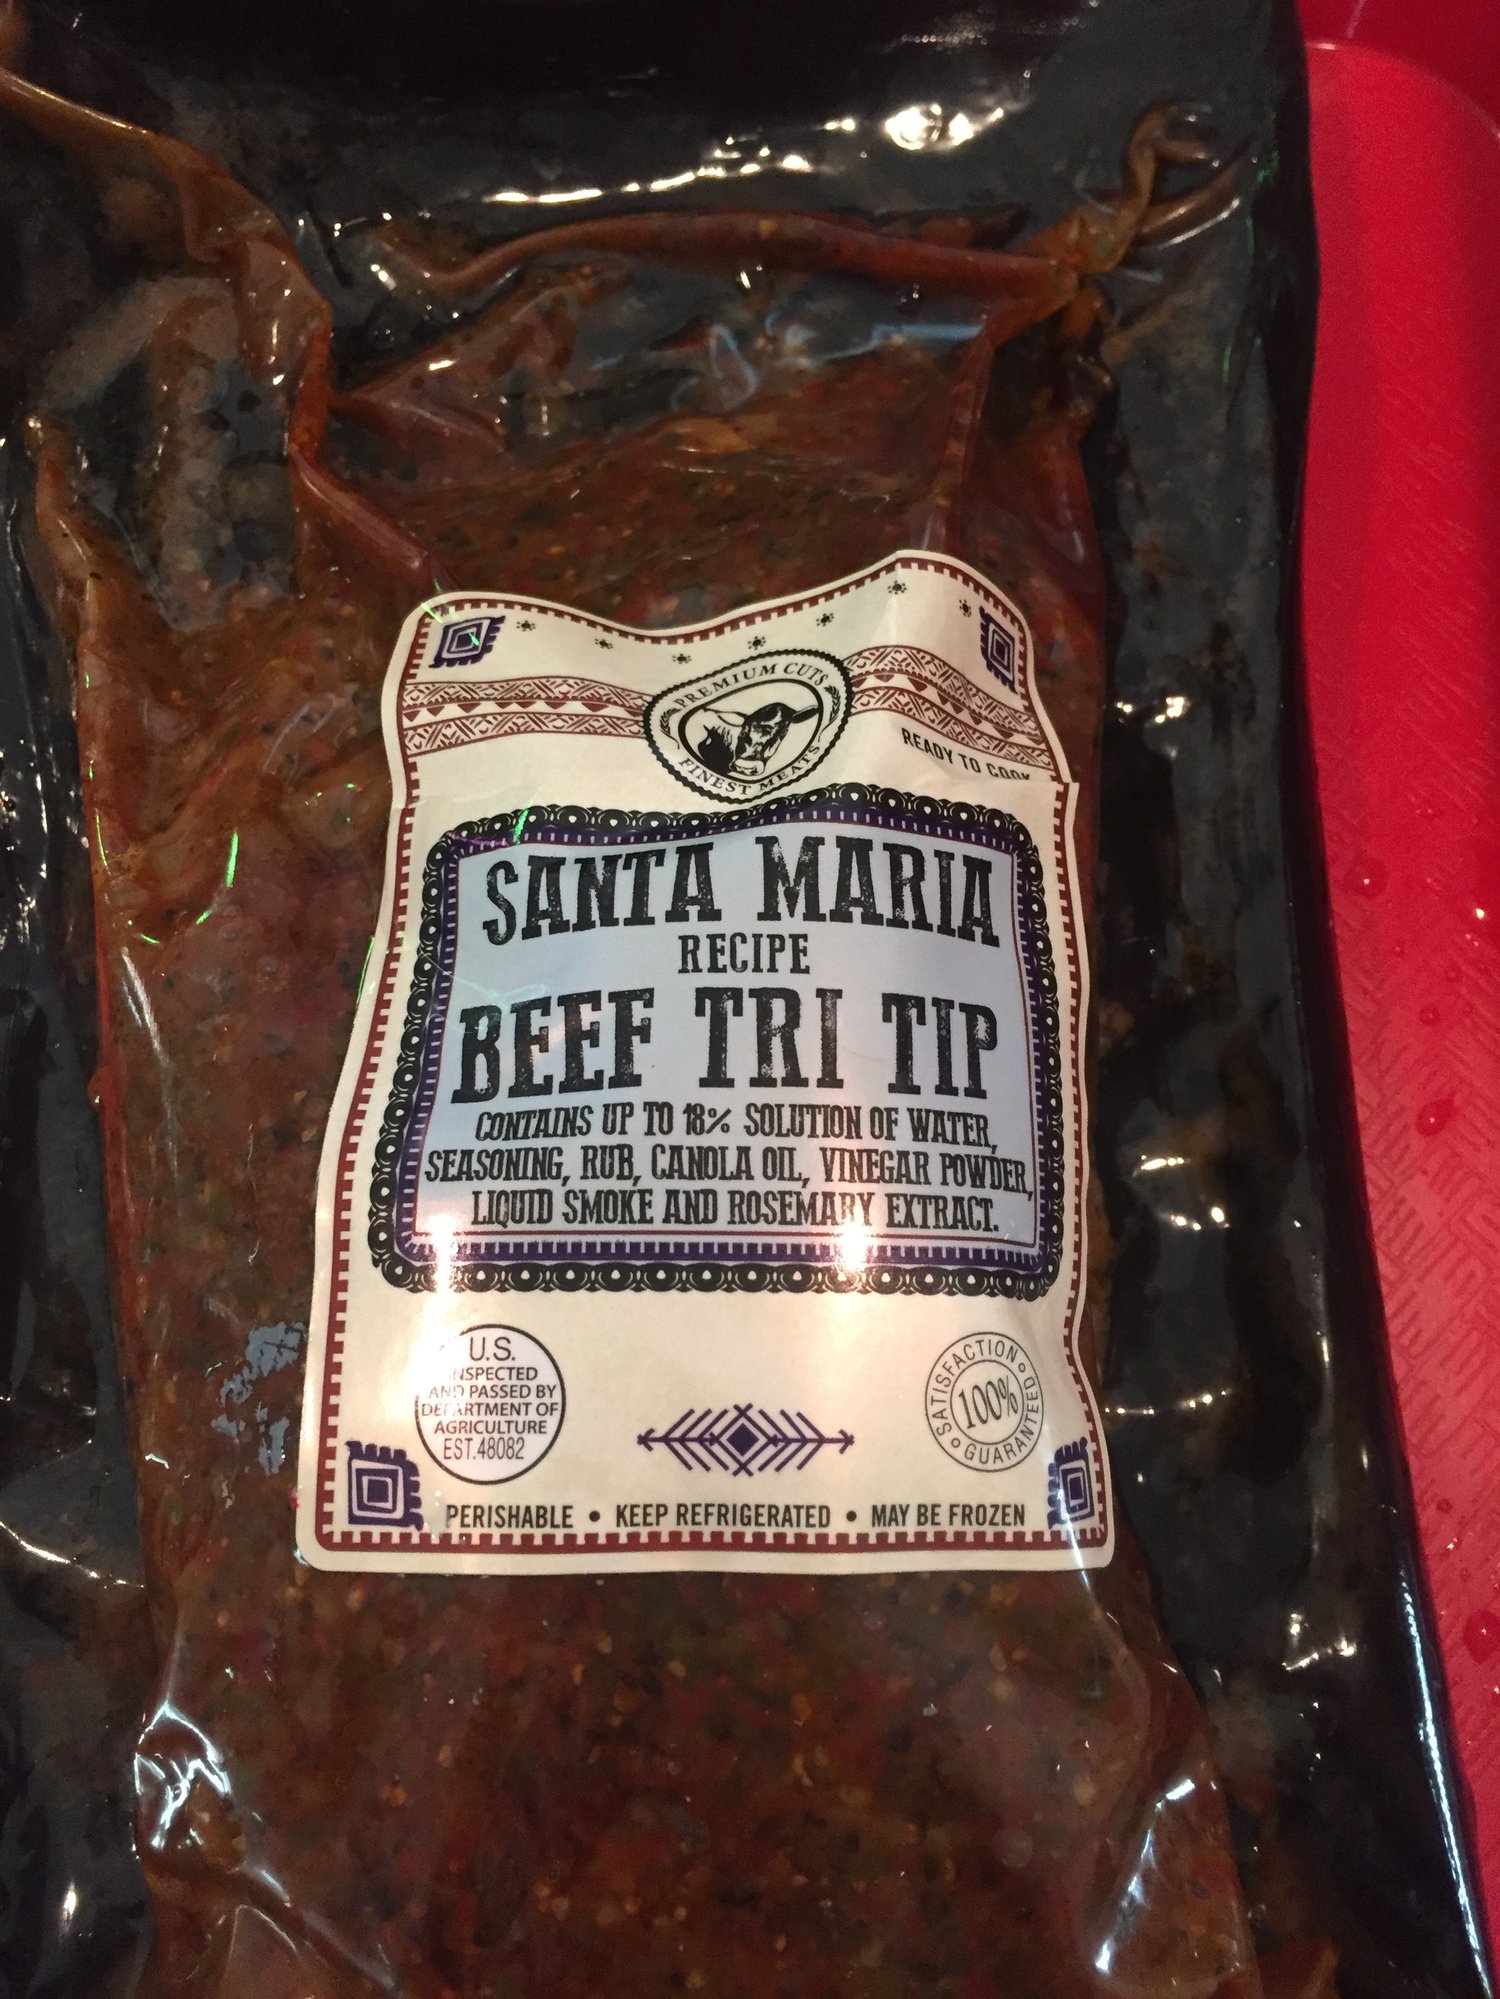 PREMIUM CUTS
FINEST MEATS
READY TO COOK
SANTA MARIA
RECIPE
BEEF TRI TIP
CONTAINS UP TO 18% SOLUTION OF WATER,
SEASONING, RUB, CANOLA OIL, VINEGAR POWDER,
LIQUID SMOKE AND ROSEMARY EXTRACT.
U.S.
INSPECTED
AND PASSED BY
DEPARTMENT OF
AGRICULTURE
EST.48082
SATISFACTION
100%
GUARANTEED
PERISHABLE • KEEP REFRIGERATED • MAY BE FROZEN